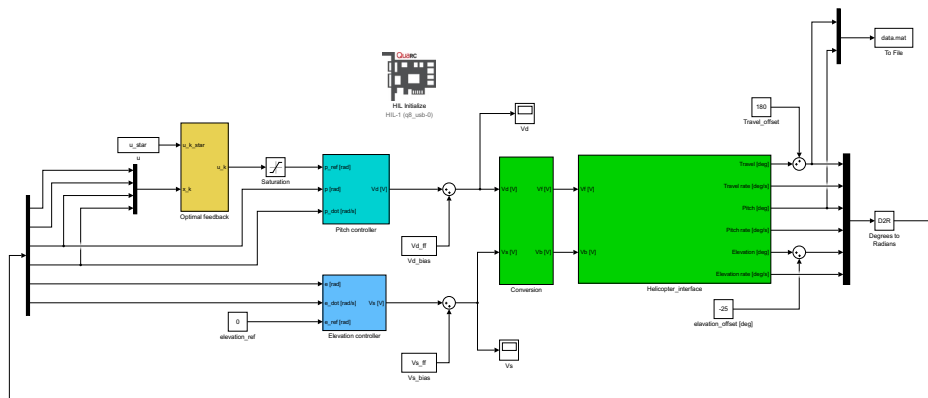 QuaRC
HIL Initialize
HIL-1 (q8_usb-0)
data.mat
To File
180
Travel_offset
u_star
u
u_k_star
x_k
u_k
Optimal feedback
Saturation
p_ref [rad]
p [rad]
p_dot [rad/s]
Vd [V]
Pitch controller
Vd_ff
Vd_bias
Vd
Vd [V]
Vs [V]
Vf [V]
Vb [V]
Conversion
Vf [V]
Vb [V]
Travel [deg]
Travel rate [deg/s]
Pitch [deg]
Pitch rate [deg/s]
Elevation [deg]
Elevation rate [deg/s]
Helicopter_interface
D2R
Degrees to
Radians
e [rad]
e_dot [rad/s]
e_ref [rad]
Vs [V]
Elevation controller
0
elevation_ref
Vs_ff
Vs_bias
Vs
-25
elevation_offset [deg]